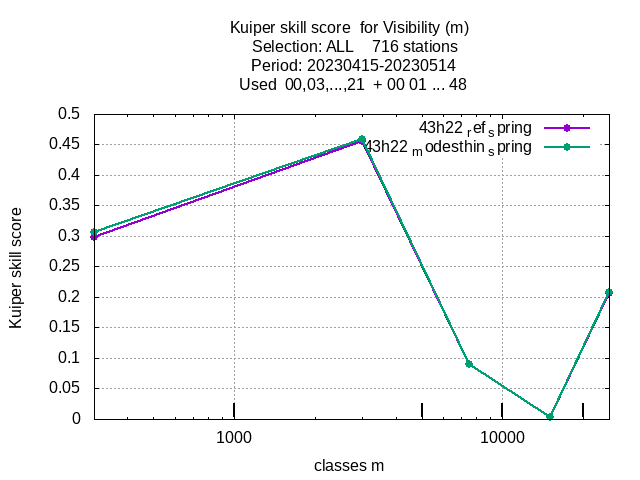 Kuiper skill score  for Visibility (m)
Selection: ALL    716 stations
Period: 20230415-20230514
Used  00,03,...,21  + 00 01 ... 48
43h22 ref spring
43h22 modesthin spring
0.5
0.45
0.4
0.35
0.3
0.25
0.2
0.15
0.1
0.05
0
Kuiper skill score
1000 10000
classes m